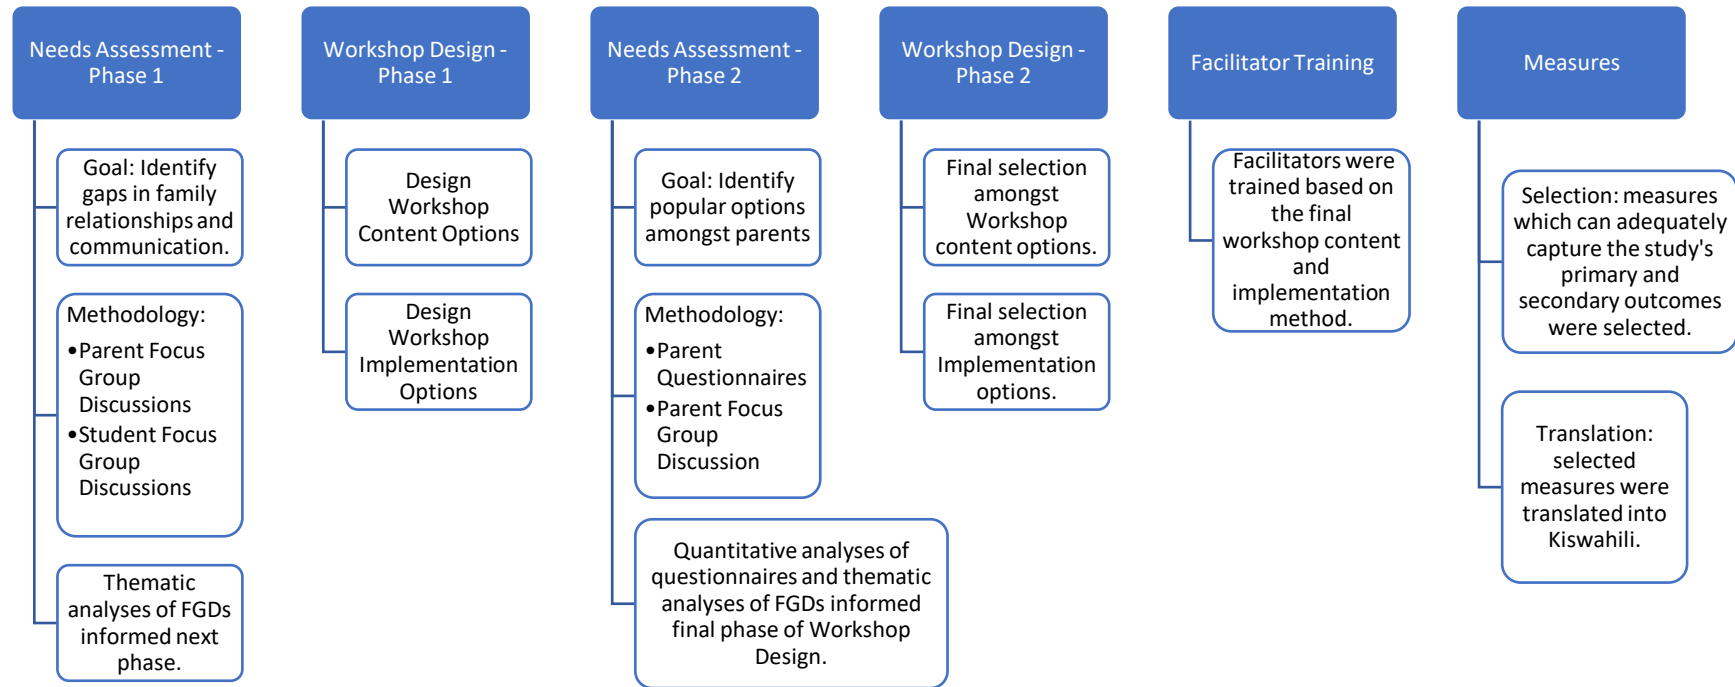 Needs Assessment -
Phase 1
Goal: Identify
gaps in family
relationships and
communication.
Methodology:
•Parent Focus
Group
Discussions
•Student Focus
Group
Discussions
Thematic
analyses of FGDs
informed next
phase.
Workshop Design -
Phase 1
Design
Workshop
Content Options
Design
Workshop
Implementation
Options
Needs Assessment -
Phase 2
Goal: Identify
popular options
amongst parents
Methodology:
•Parent
Questionnaires
•Parent Focus
Group
Discussion
Quantitative analyses of
questionnaires and thematic
analyses of FGDs informed
final phase of Workshop
Design.
Workshop Design -
Phase 2
Final selection
amongst
Workshop
content options.
Final selection
amongst
Implementation
options.
Facilitator Training
Facilitators were
trained based on
the final
workshop content
and
implementation
method.
Measures
Selection: measures
which can adequately
capture the study's
primary and
secondary outcomes
were selected.
Translation:
selected
measures were
translated into
Kiswahili.